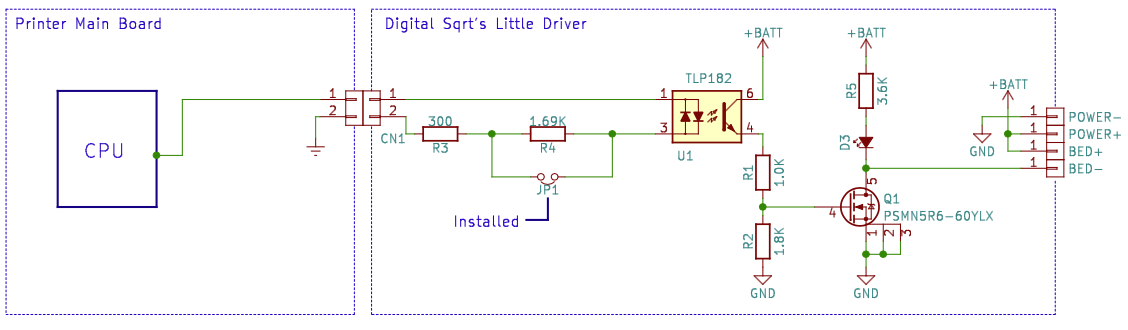 Printer Main Board
Digital Sqrt's Little Driver
+BATT
+BATT
TLP182
+BATT
1
1
1
6
R5
3.6K
2
2
CN1
300
R3
1.69K
R4
3
4
U1
1
POWER-
1
POWER+
GND
1
BED+
1
BED-
CPU
D3
JP1
Installed
R1
1.0K
5
Q1
PSMN5R6-60YLX
4
R2
1.8K
1
2
3
GND
GND